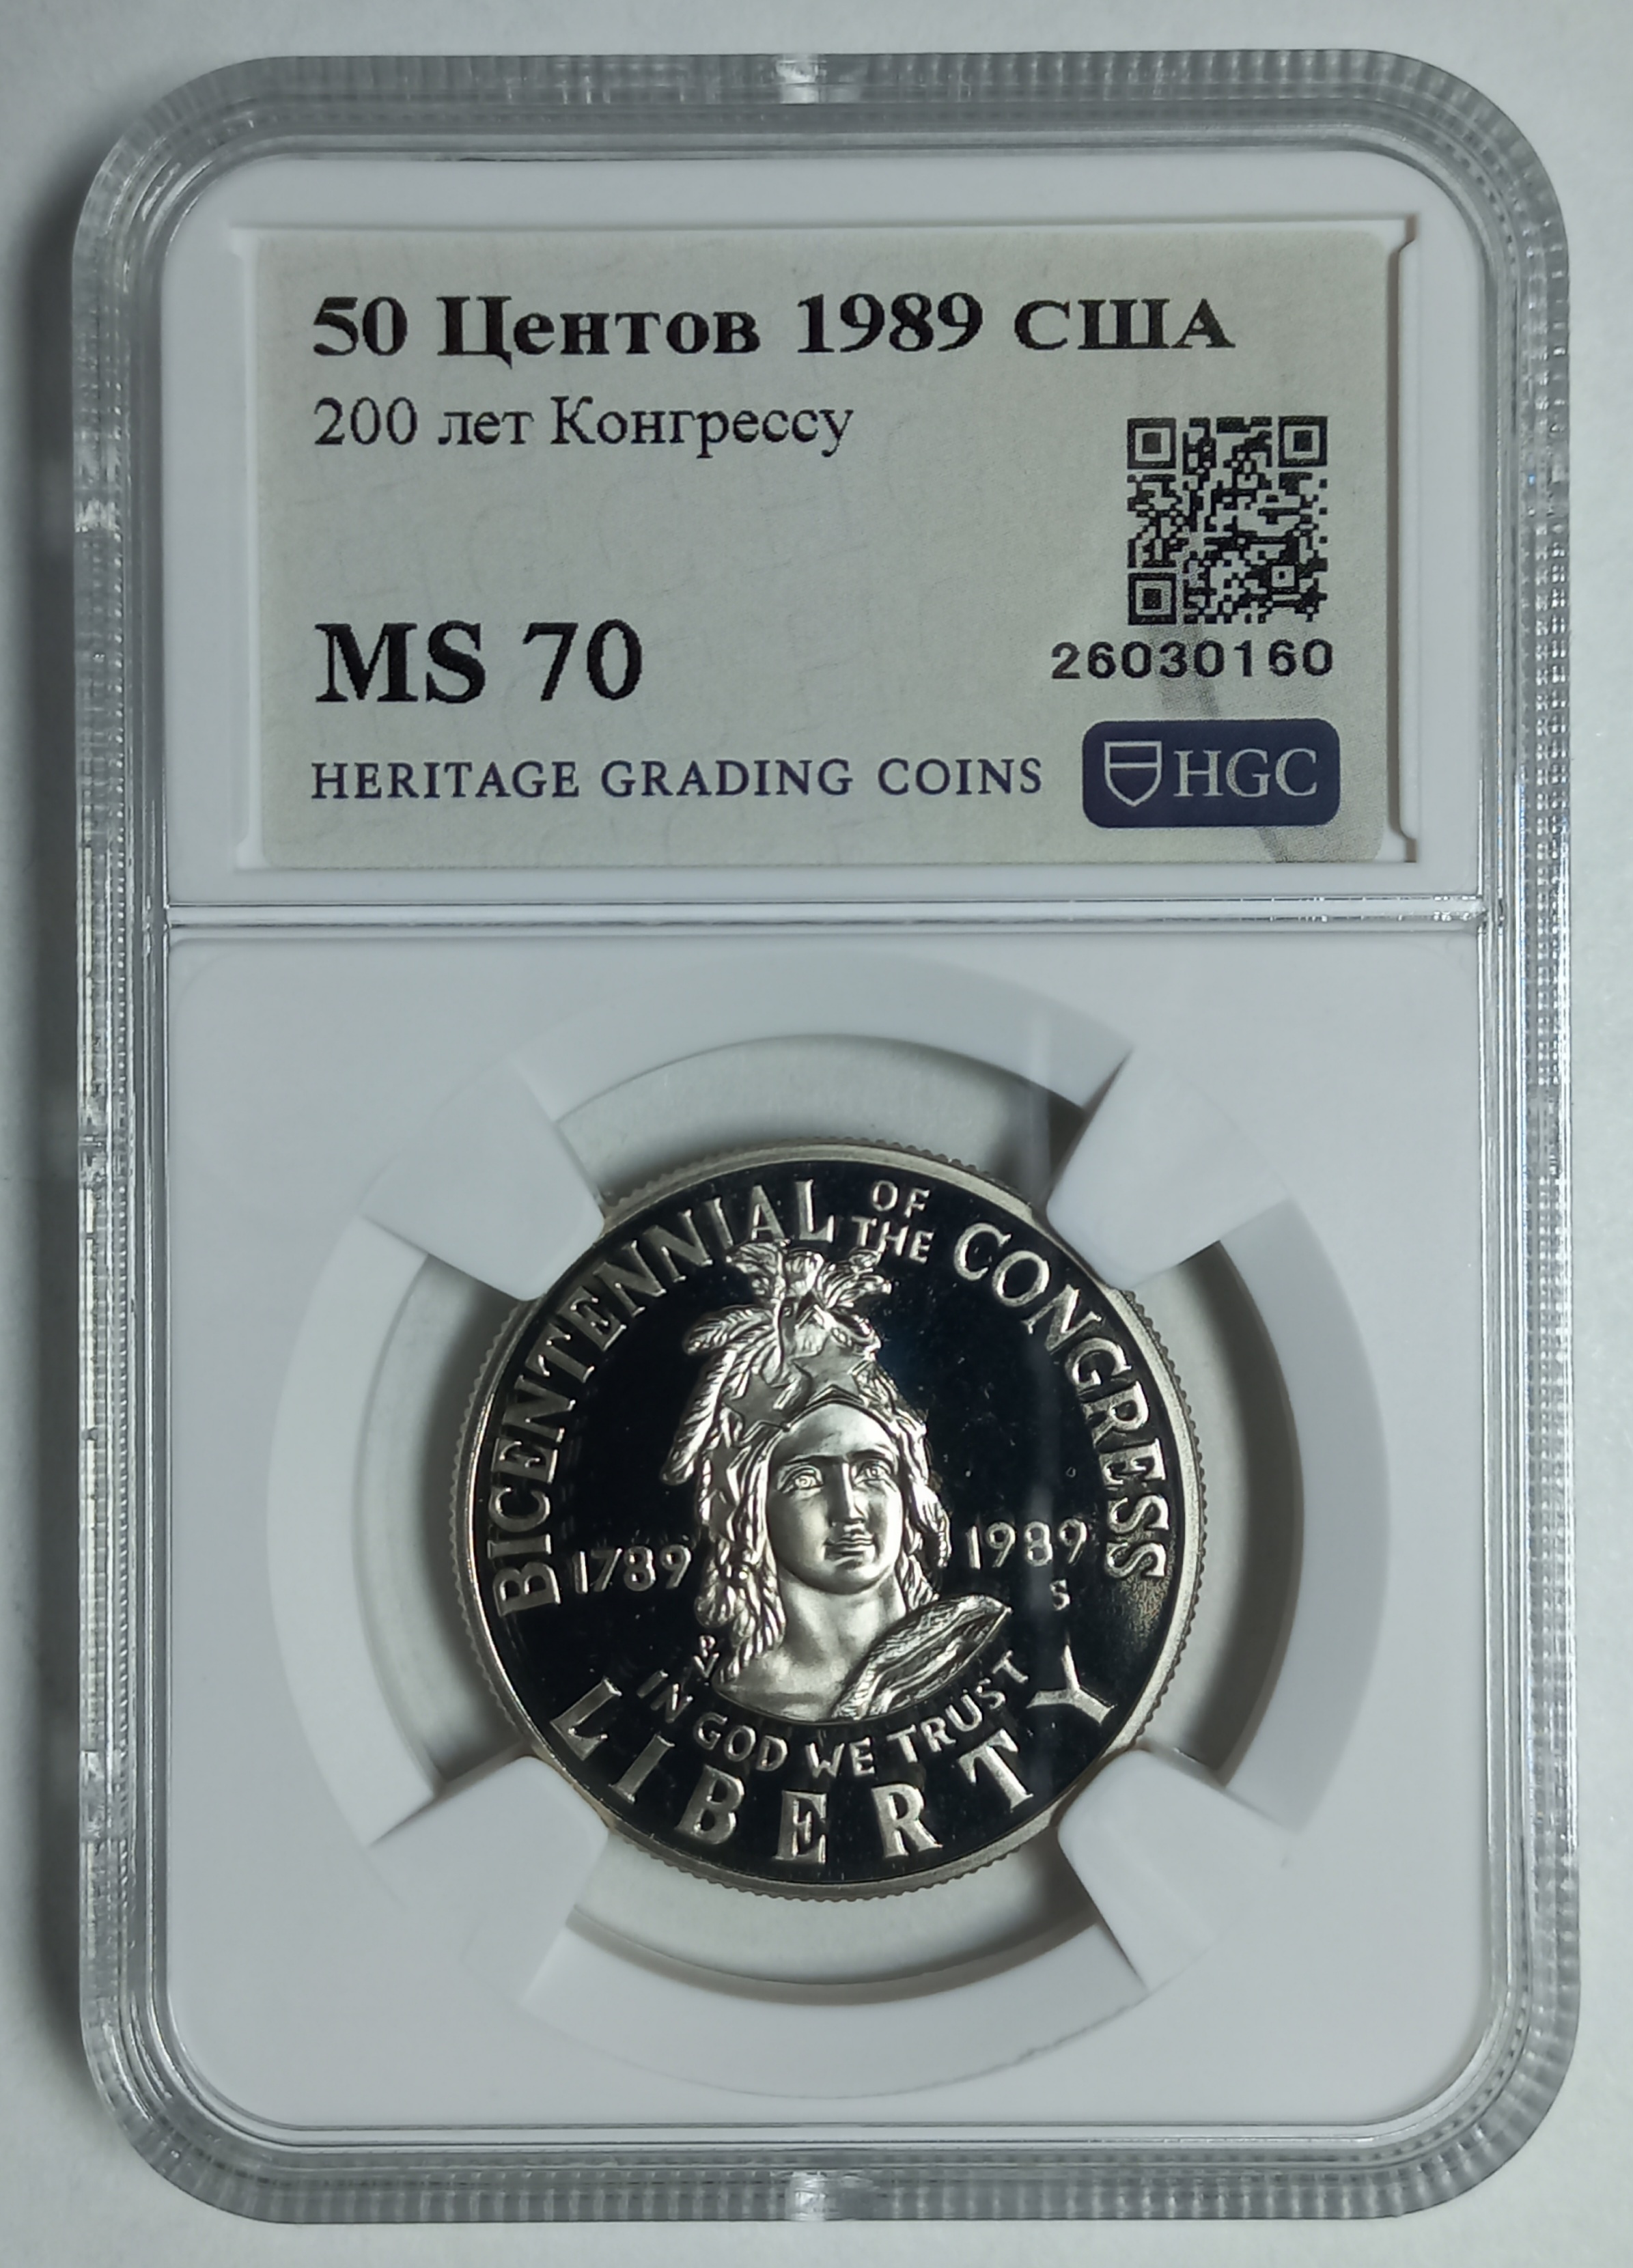 50 Центов 1989 США
200 лет Конгрессу
MS 70
26030160
HERITAGE GRADING COINS
HGC
BICENTENNIAL OF THE CONGRESS
1789
1989
S
IN GOD WE TRUST
LIBERTY